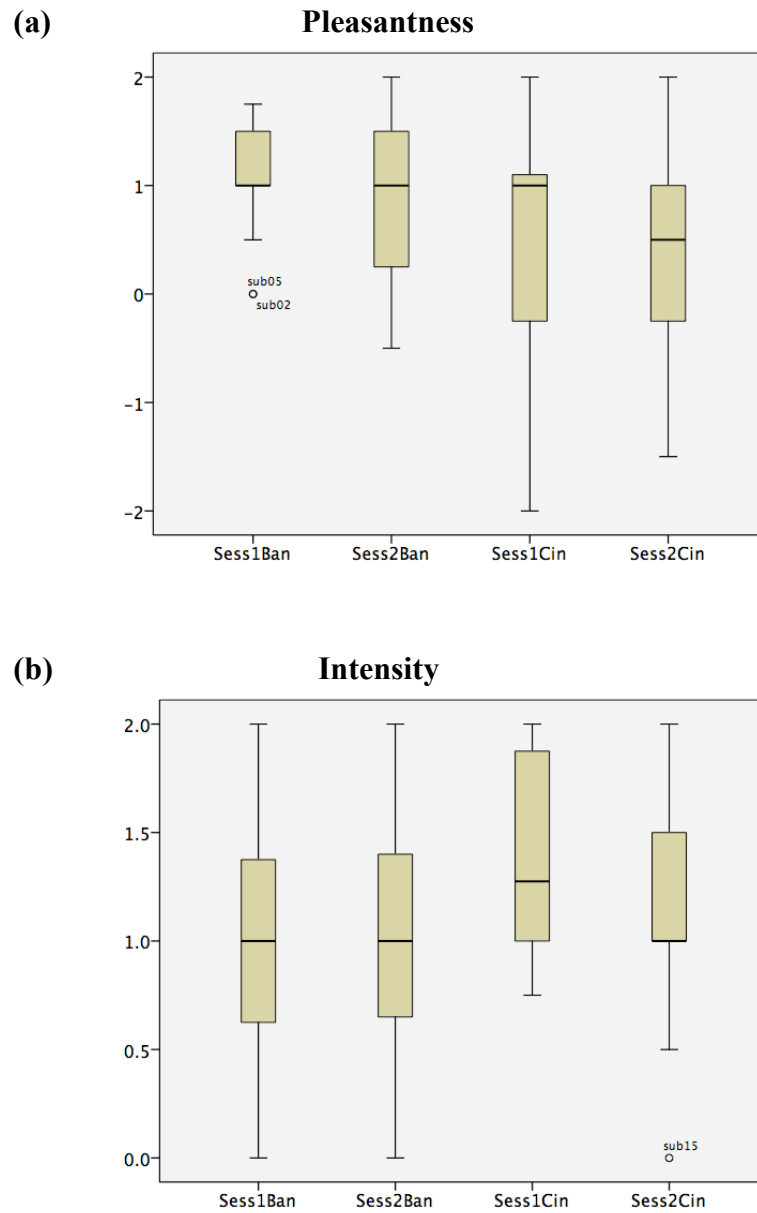 (a) Pleasantness
2
1
0
−1
−2
sub05
sub02
Sess1Ban Sess2Ban Sess1Cin Sess2Cin
(b) Intensity
2.0
1.5
1.0
0.5
0.0
sub15
Sess1Ban Sess2Ban Sess1Cin Sess2Cin